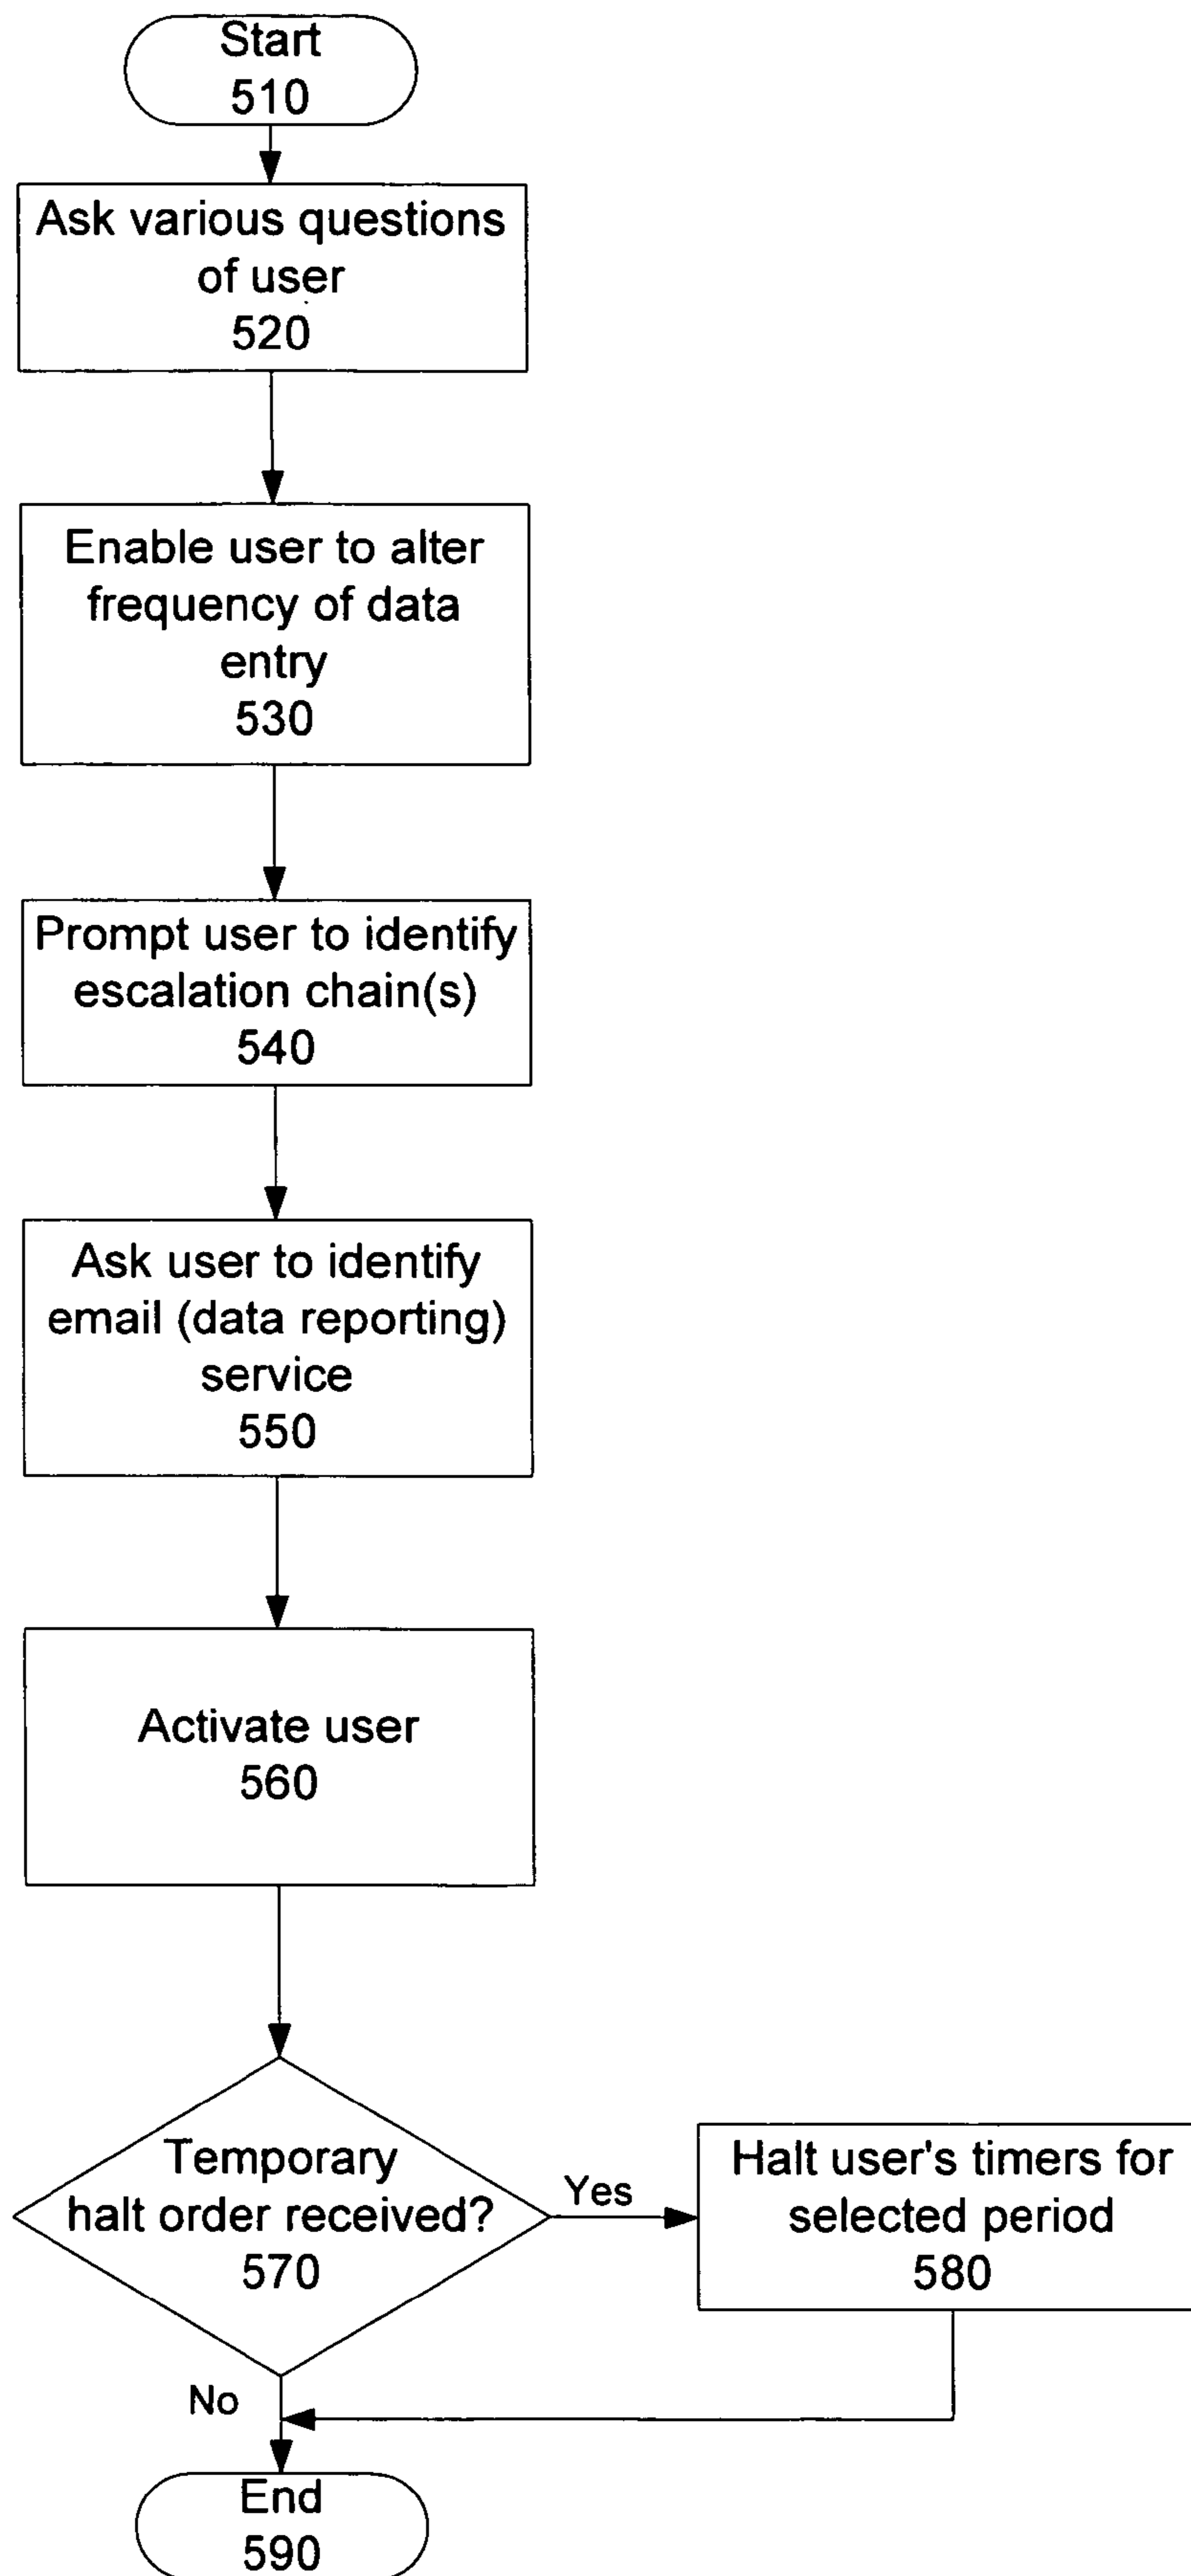 Start
510
Ask various questions
of user
520
Enable user to alter
frequency of data
entry
530
Prompt user to identify
escalation chain(s)
540
Ask user to identify
email (data reporting)
service
550
Activate user
560
Temporary
halt order received?
570
Yes
Halt user's timers for
selected period
580
No
End
590